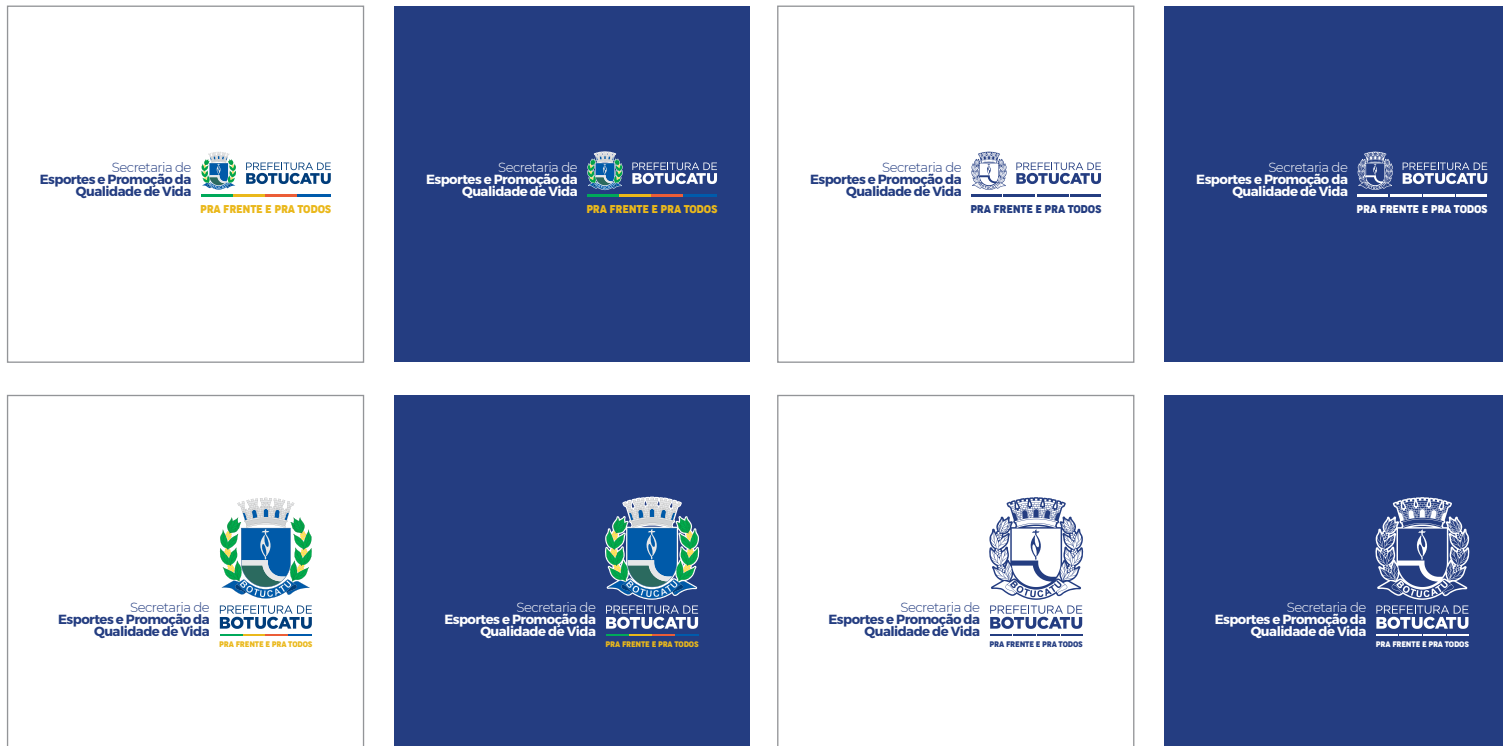 Secretaria de
Esportes e Promoção da
Qualidade de Vida
PREFEITURA DE
BOTUCATU
PRA FRENTE E PRA TODOS
Secretaria de
Esportes e Promoção da
Qualidade de Vida
PREFEITURA DE
BOTUCATU
PRA FRENTE E PRA TODOS
Secretaria de
Esportes e Promoção da
Qualidade de Vida
PREFEITURA DE
BOTUCATU
PRA FRENTE E PRA TODOS
Secretaria de
Esportes e Promoção da
Qualidade de Vida
PREFEITURA DE
BOTUCATU
PRA FRENTE E PRA TODOS
BOTUCATU
Secretaria de
Esportes e Promoção da
Qualidade de Vida
PREFEITURA DE
BOTUCATU
PRA FRENTE E PRA TODOS
BOTUCATU
Secretaria de
Esportes e Promoção da
Qualidade de Vida
PREFEITURA DE
BOTUCATU
PRA FRENTE E PRA TODOS
BOTUCATU
Secretaria de
Esportes e Promoção da
Qualidade de Vida
PREFEITURA DE
BOTUCATU
PRA FRENTE E PRA TODOS
BOTUCATU
Secretaria de
Esportes e Promoção da
Qualidade de Vida
PREFEITURA DE
BOTUCATU
PRA FRENTE E PRA TODOS